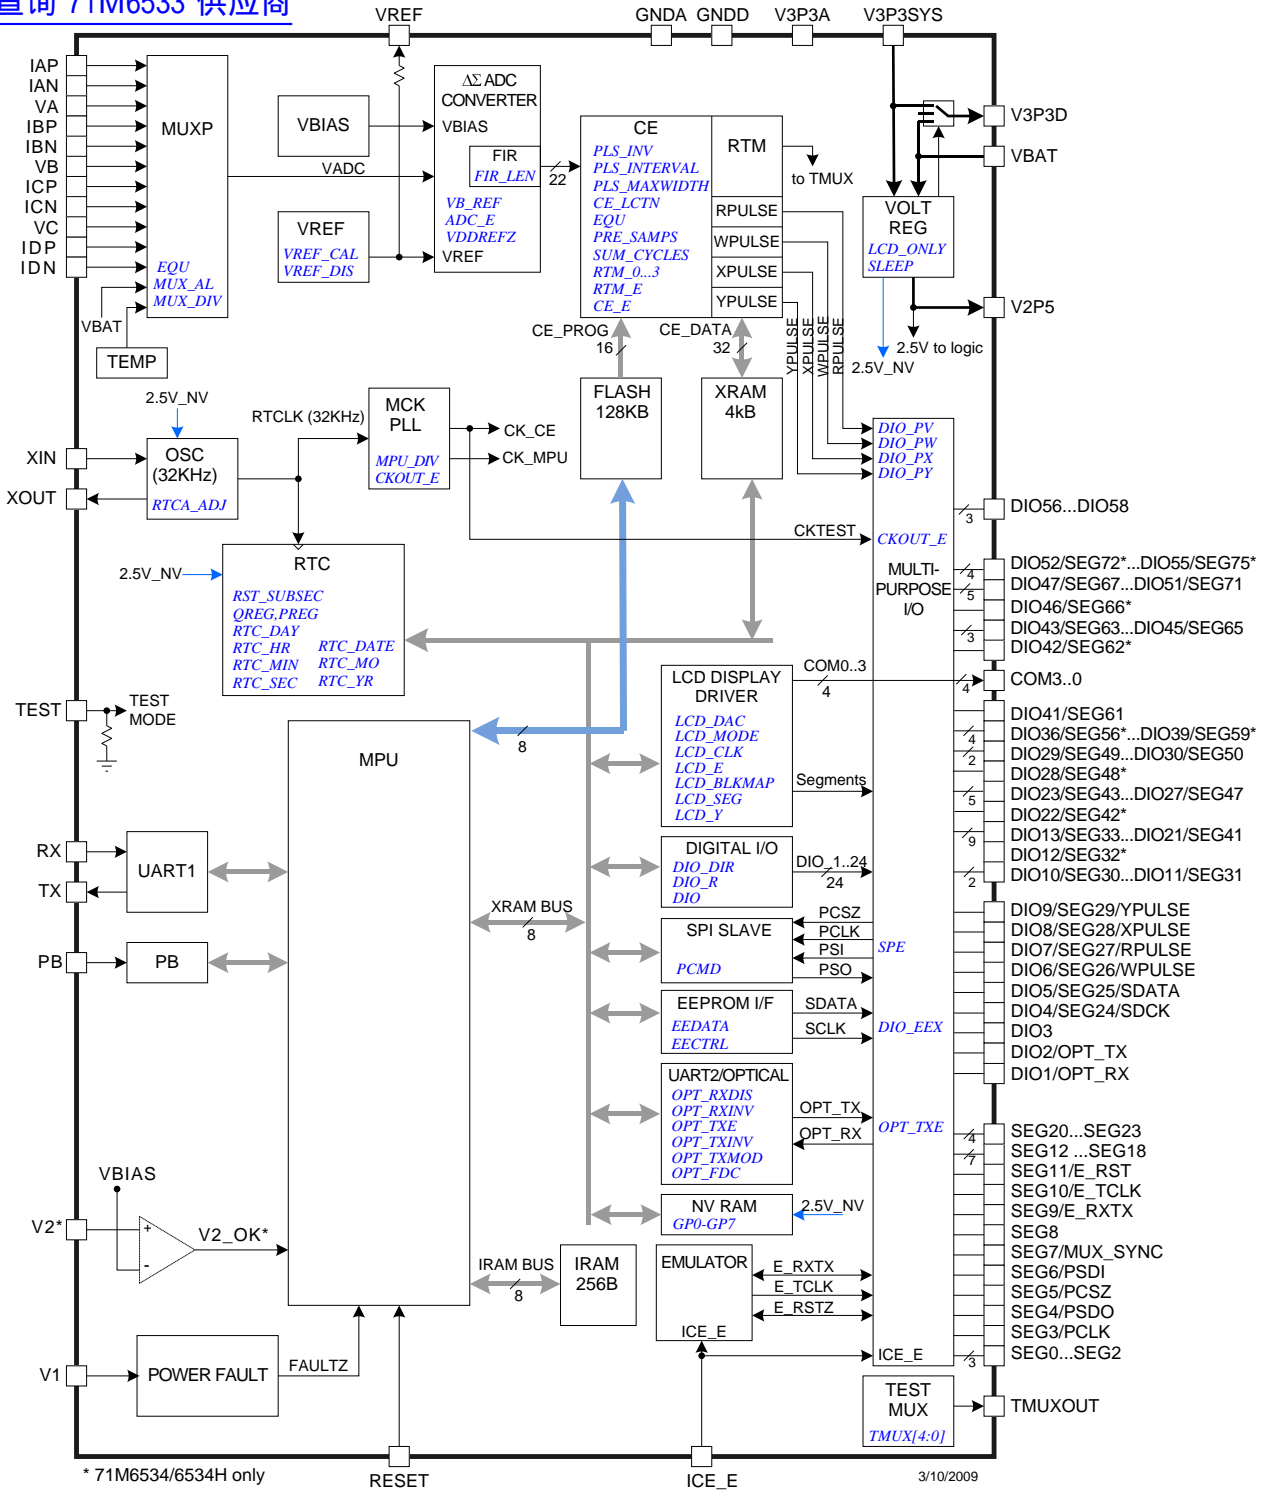 查询"71M6533"供应商
VREF
GNDA
GNDD
V3P3A
V3P3SYS
IAP
IAN
VA
IBP
IBN
VB
ICP
ICN
VC
IDP
IDN
MUXP
EQU
MUX_AL
MUX_DIV
VBAT
TEMP
VBIAS
VADC
VREF
VREF_CAL
VREF_DIS
ΔΣ ADC
CONVERTER
VBIAS
FIR
FIR_LEN
22
VB_REF
ADC_E
VDDREFZ
VREF
CE
PLS_INV
PLS_INTERVAL
PLS_MAXWIDTH
CE_LCTN
EQU
PRE_SAMPS
SUM_CYCLES
RTM_0...3
RTM_E
CE_E
RTM
to TMUX
RPULSE
WPULSE
XPULSE
YPULSE
V3P3D
VBAT
VOLT
REG
LCD_ONLY
SLEEP
V2P5
2.5V to logic
2.5V_NV
CE_PROG
16
CE_DATA
32
YPULSE
XPULSE
WPULSE
RPULSE
FLASH
128KB
XRAM
4kB
2.5V_NV
RTCLK (32KHz)
MCK
PLL
MPU_DIV
CKOUT_E
CK_CE
CK_MPU
XIN
XOUT
OSC
(32KHz)
RTCA_ADJ
DIO_PV
DIO_PW
DIO_PX
DIO_PY
CKTEST
CKOUT_E
MULTI-
PURPOSE
I/O
2.5V_NV
RTC
RST_SUBSEC
QREG,PREG
RTC_DAY
RTC_HR
RTC_MIN
RTC_SEC
RTC_DATE
RTC_MO
RTC_YR
DIO56...DIO58
3
DIO52/SEG72*...DIO55/SEG75*
4
DIO47/SEG67...DIO51/SEG71
5
DIO46/SEG66*
DIO43/SEG63...DIO45/SEG65
3
DIO42/SEG62*
COM3..0
4
TEST
TEST
MODE
MPU
8
LCD DISPLAY
DRIVER
LCD_DAC
LCD_MODE
LCD_CLK
LCD_E
LCD_BLKMAP
LCD_SEG
LCD_Y
COM0..3
4
Segments
DIO41/SEG61
DIO36/SEG56*...DIO39/SEG59*
4
DIO29/SEG49...DIO30/SEG50
2
DIO28/SEG48*
DIO23/SEG43...DIO27/SEG47
5
DIO22/SEG42*
DIO13/SEG33...DIO21/SEG41
9
DIO12/SEG32*
DIO10/SEG30...DIO11/SEG31
2
RX
TX
UART1
DIGITAL I/O
DIO_DIR
DIO_R
DIO
DIO_1..24
24
XRAM BUS
8
PB
PB
SPI SLAVE
PCMD
PCSZ
PCLK
PSI
PSO
SPE
DIO9/SEG29/YPULSE
DIO8/SEG28/XPULSE
DIO7/SEG27/RPULSE
DIO6/SEG26/WPULSE
DIO5/SEG25/SDATA
DIO4/SEG24/SDCK
DIO3
DIO2/OPT_TX
DIO1/OPT_RX
EEPROM I/F
EEDATA
EECTRL
SDATA
SCLK
DIO_EEX
UART2/OPTICAL
OPT_RXDIS
OPT_RXINV
OPT_TXE
OPT_TXINV
OPT_TXMOD
OPT_FDC
OPT_TX
OPT_RX
OPT_TXE
NV RAM
GP0-GP7
2.5V_NV
SEG20...SEG23
4
SEG12 ...SEG18
7
SEG11/E_RST
SEG10/E_TCLK
SEG9/E_RXTX
SEG8
SEG7/MUX_SYNC
SEG6/PSDI
SEG5/PCSZ
SEG4/PSDO
SEG3/PCLK
SEG0...SEG2
3
VBIAS
V2*
+
-
V2_OK*
IRAM BUS
8
IRAM
256B
EMULATOR
ICE_E
E_RXTX
E_TCLK
E_RSTZ
ICE_E
V1
POWER FAULT
FAULTZ
TEST
MUX
TMUX[4:0]
TMUXOUT
* 71M6534/6534H only
RESET
ICE_E
3/10/2009